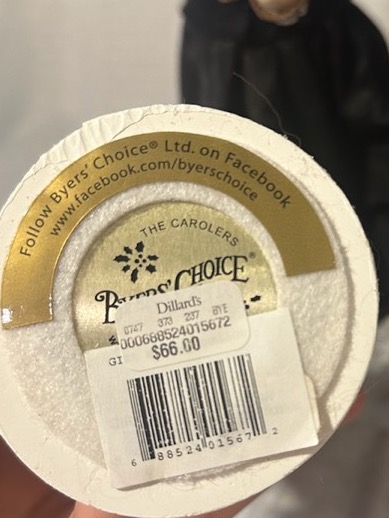 Follow Byers' Choice® Ltd. on Facebook
www.facebook.com/byerschoice
THE CAROLERS
BYERS' CHOICE®
Dillard's
0747 373 237 BYE
000688524015672
$66.00
GI
6 88524 01567 2